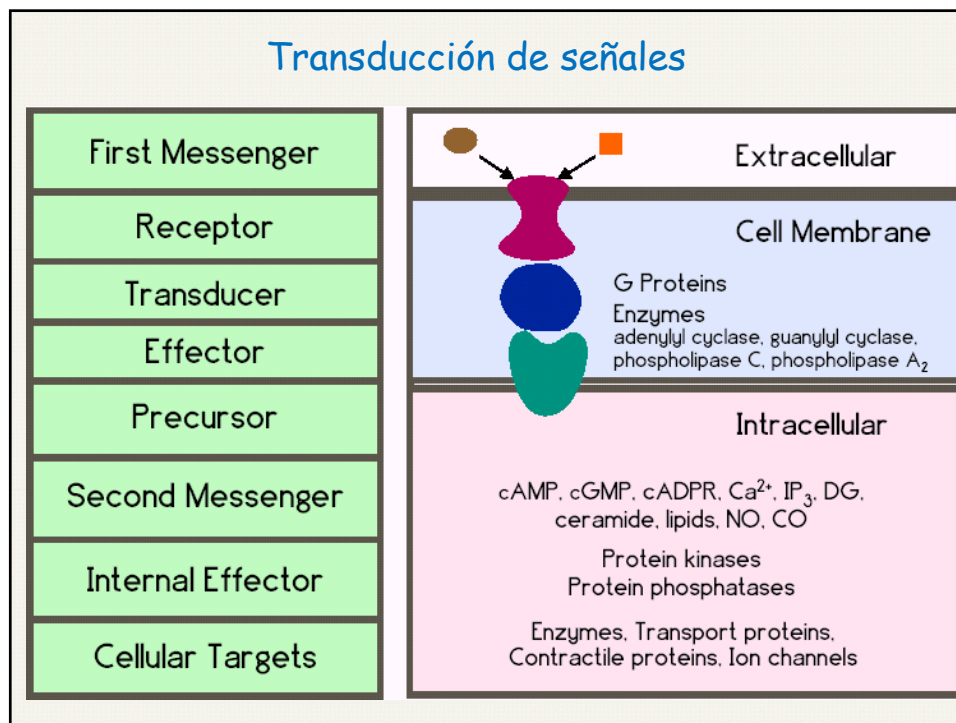 Transducción de señales
First Messenger
Receptor
Transducer
Effector
Precursor
Second Messenger
Internal Effector
Cellular Targets
Extracellular
Cell Membrane
G Proteins
Enzymes
adenylyl cyclase, guanylyl cyclase,
phospholipase C, phospholipase A₂
Intracellular
cAMP, cGMP, cADPR, Ca²⁺, IP₃, DG,
ceramide, lipids, NO, CO
Protein kinases
Protein phosphatases
Enzymes, Transport proteins,
Contractile proteins, Ion channels